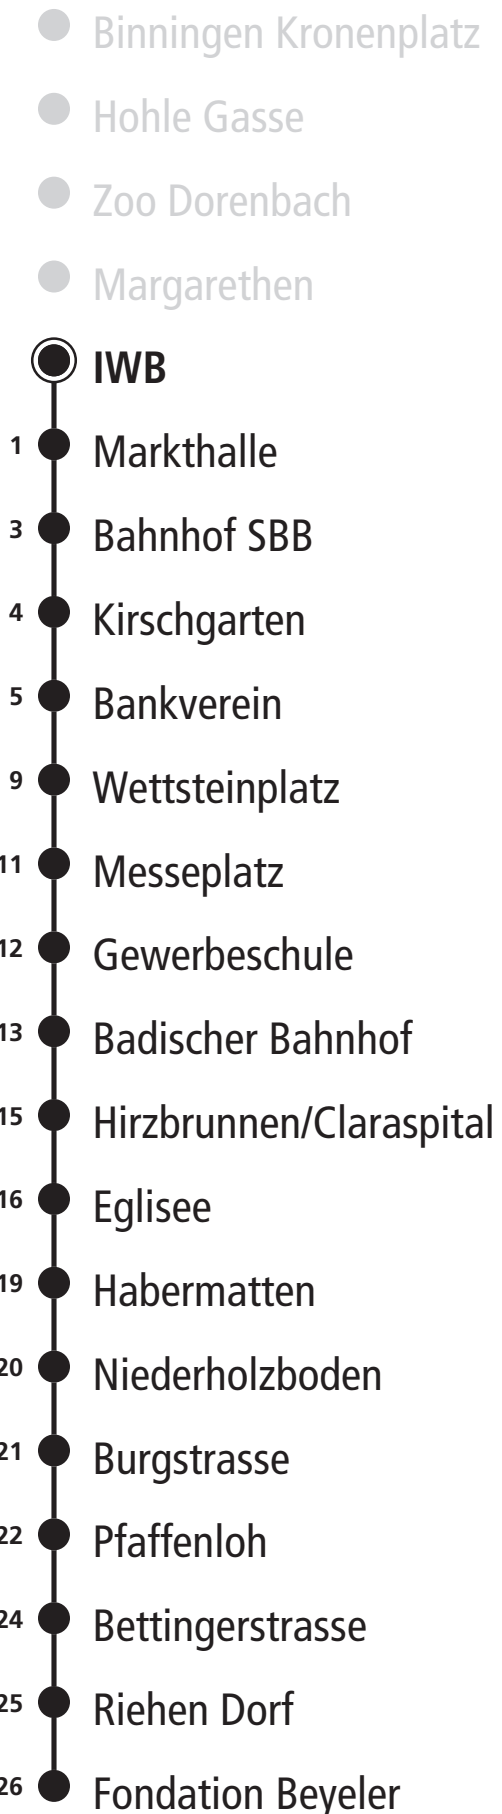 Binningen Kronenplatz
Hohle Gasse
Zoo Dorenbach
Margarethen
IWB
1 Markthalle
3 Bahnhof SBB
4 Kirschgarten
5 Bankverein
9 Wettsteinplatz
11 Messeplatz
12 Gewerbeschule
13 Badischer Bahnhof
15 Hirzbrunnen/Claraspital
16 Eglisee
19 Habermatten
20 Niederholzboden
21 Burgstrasse
22 Pfaffenloh
24 Bettingerstrasse
25 Riehen Dorf
26 Fondation Beyeler